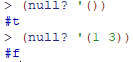 > (null? '())
#t
> (null? '(1 3))
#f